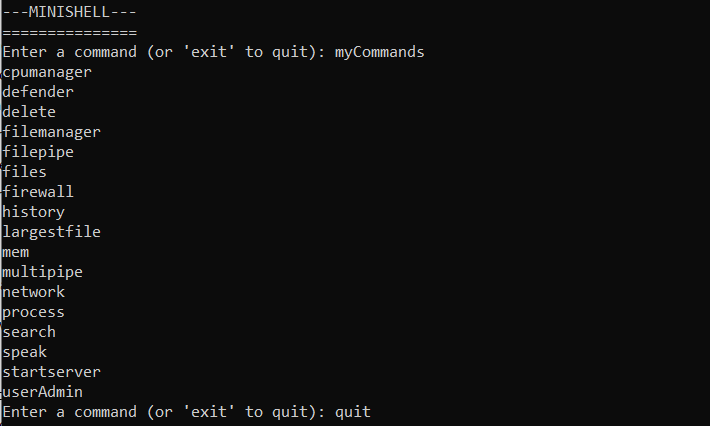 ---MINISHELL---
===============
Enter a command (or 'exit' to quit): myCommands
cpumanager
defender
delete
filemanager
filepipe
files
firewall
history
largestfile
mem
multipipe
network
process
search
speak
startserver
userAdmin
Enter a command (or 'exit' to quit): quit